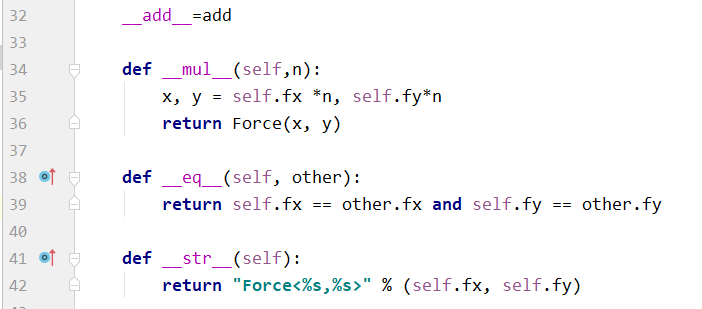 32 __add__=add
33
34 def __mul__(self,n):
35 x, y = self.fx *n, self.fy*n
36 return Force(x, y)
37
38 def __eq__(self, other):
39 return self.fx == other.fx and self.fy == other.fy
40
41 def __str__(self):
42 return "Force<%s,%s>" % (self.fx, self.fy)